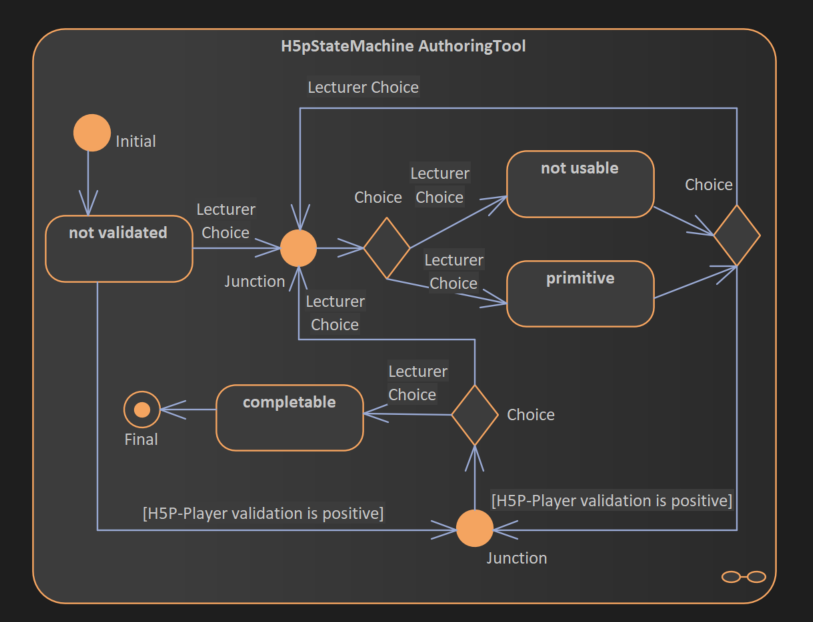 H5pStateMachine AuthoringTool
Lecturer Choice
Initial
Lecturer
Choice
not usable
Choice
Choice
Lecturer
Choice
not validated
Junction
Lecturer
Choice
primitive
Lecturer
Choice
Lecturer
Choice
completable
Choice
Final
[H5P-Player validation is positive]
[H5P-Player validation is positive]
Junction